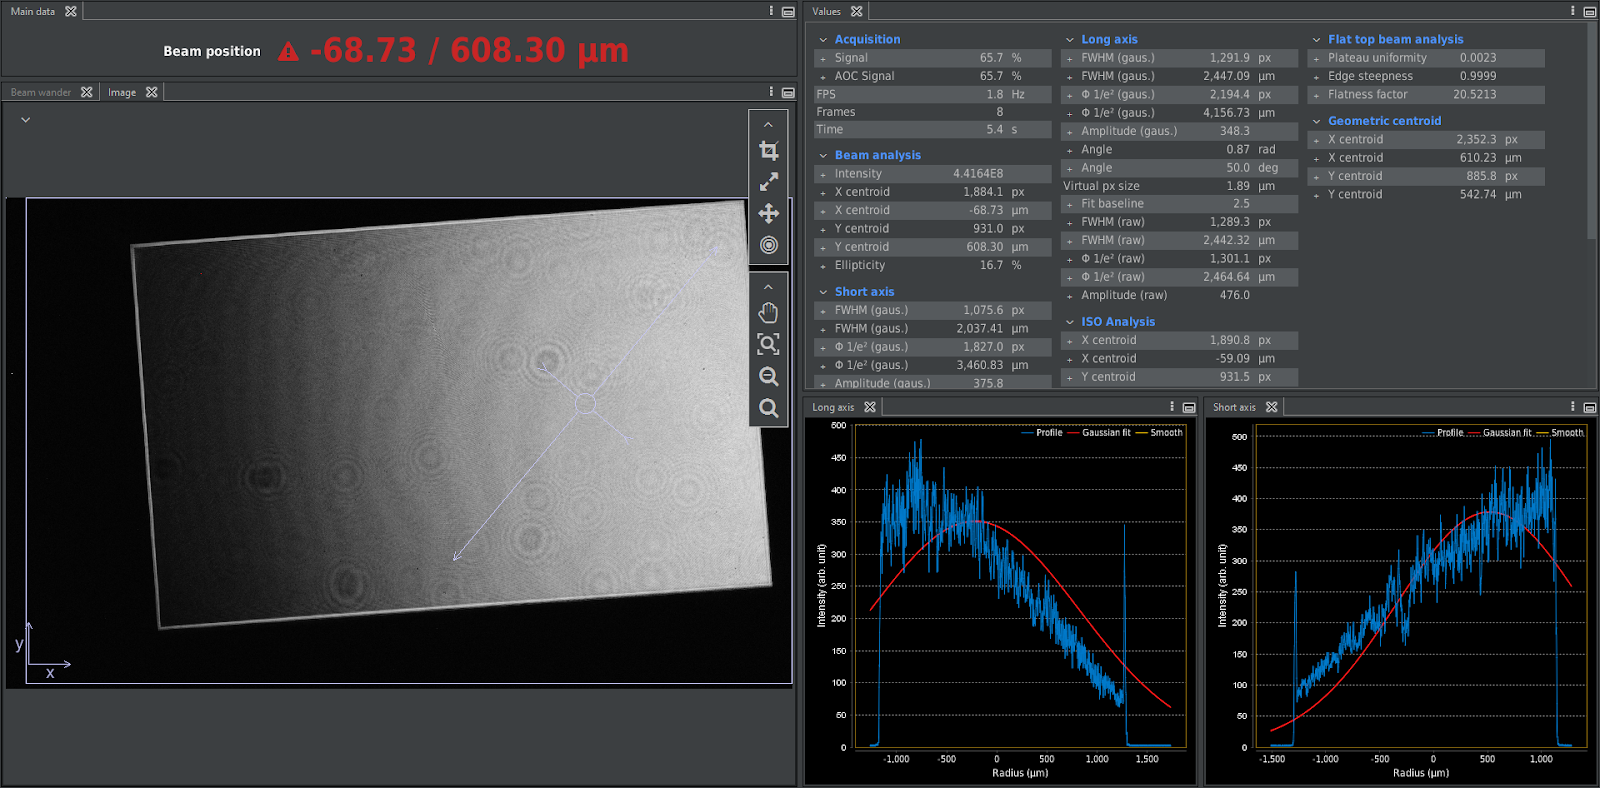 Main data
Beam position -68.73 / 608.30 µm
Beam wander Image
y
x
Values
Acquisition
Signal 65.7 %
AOC Signal 65.7 %
FPS 1.8 Hz
Frames 8
Time 5.4 s
Beam analysis
Intensity 4.4164E8
X centroid 1,884.1 px
X centroid -68.73 µm
Y centroid 931.0 px
Y centroid 608.30 µm
Ellipticity 16.7 %
Short axis
FWHM (gaus.) 1,075.6 px
FWHM (gaus.) 2,037.41 µm
Φ 1/e² (gaus.) 1,827.0 px
Φ 1/e² (gaus.) 3,460.83 µm
Amplitude (gaus.) 375.8
Long axis
FWHM (gaus.) 1,291.9 px
FWHM (gaus.) 2,447.09 µm
Φ 1/e² (gaus.) 2,194.4 px
Φ 1/e² (gaus.) 4,156.73 µm
Amplitude (gaus.) 348.3
Angle 0.87 rad
Angle 50.0 deg
Virtual px size 1.89 µm
Fit baseline 2.5
FWHM (raw) 1,289.3 px
FWHM (raw) 2,442.32 µm
Φ 1/e² (raw) 1,301.1 px
Φ 1/e² (raw) 2,464.64 µm
Amplitude (raw) 476.0
ISO Analysis
X centroid 1,890.8 px
X centroid -59.09 µm
Y centroid 931.5 px
Flat top beam analysis
Plateau uniformity 0.0023
Edge steepness 0.9999
Flatness factor 20.5213
Geometric centroid
X centroid 2,352.3 px
X centroid 610.23 µm
Y centroid 885.8 px
Y centroid 542.74 µm
Long axis
Profile Gaussian fit Smooth
500
450
400
350
300
250
200
150
100
50
0
Intensity (arb. unit)
-1,000 -500 0 500 1,000 1,500
Radius (µm)
Short axis
Profile Gaussian fit Smooth
500
450
400
350
300
250
200
150
100
50
0
Intensity (arb. unit)
-1,500 -1,000 -500 0 500 1,000
Radius (µm)